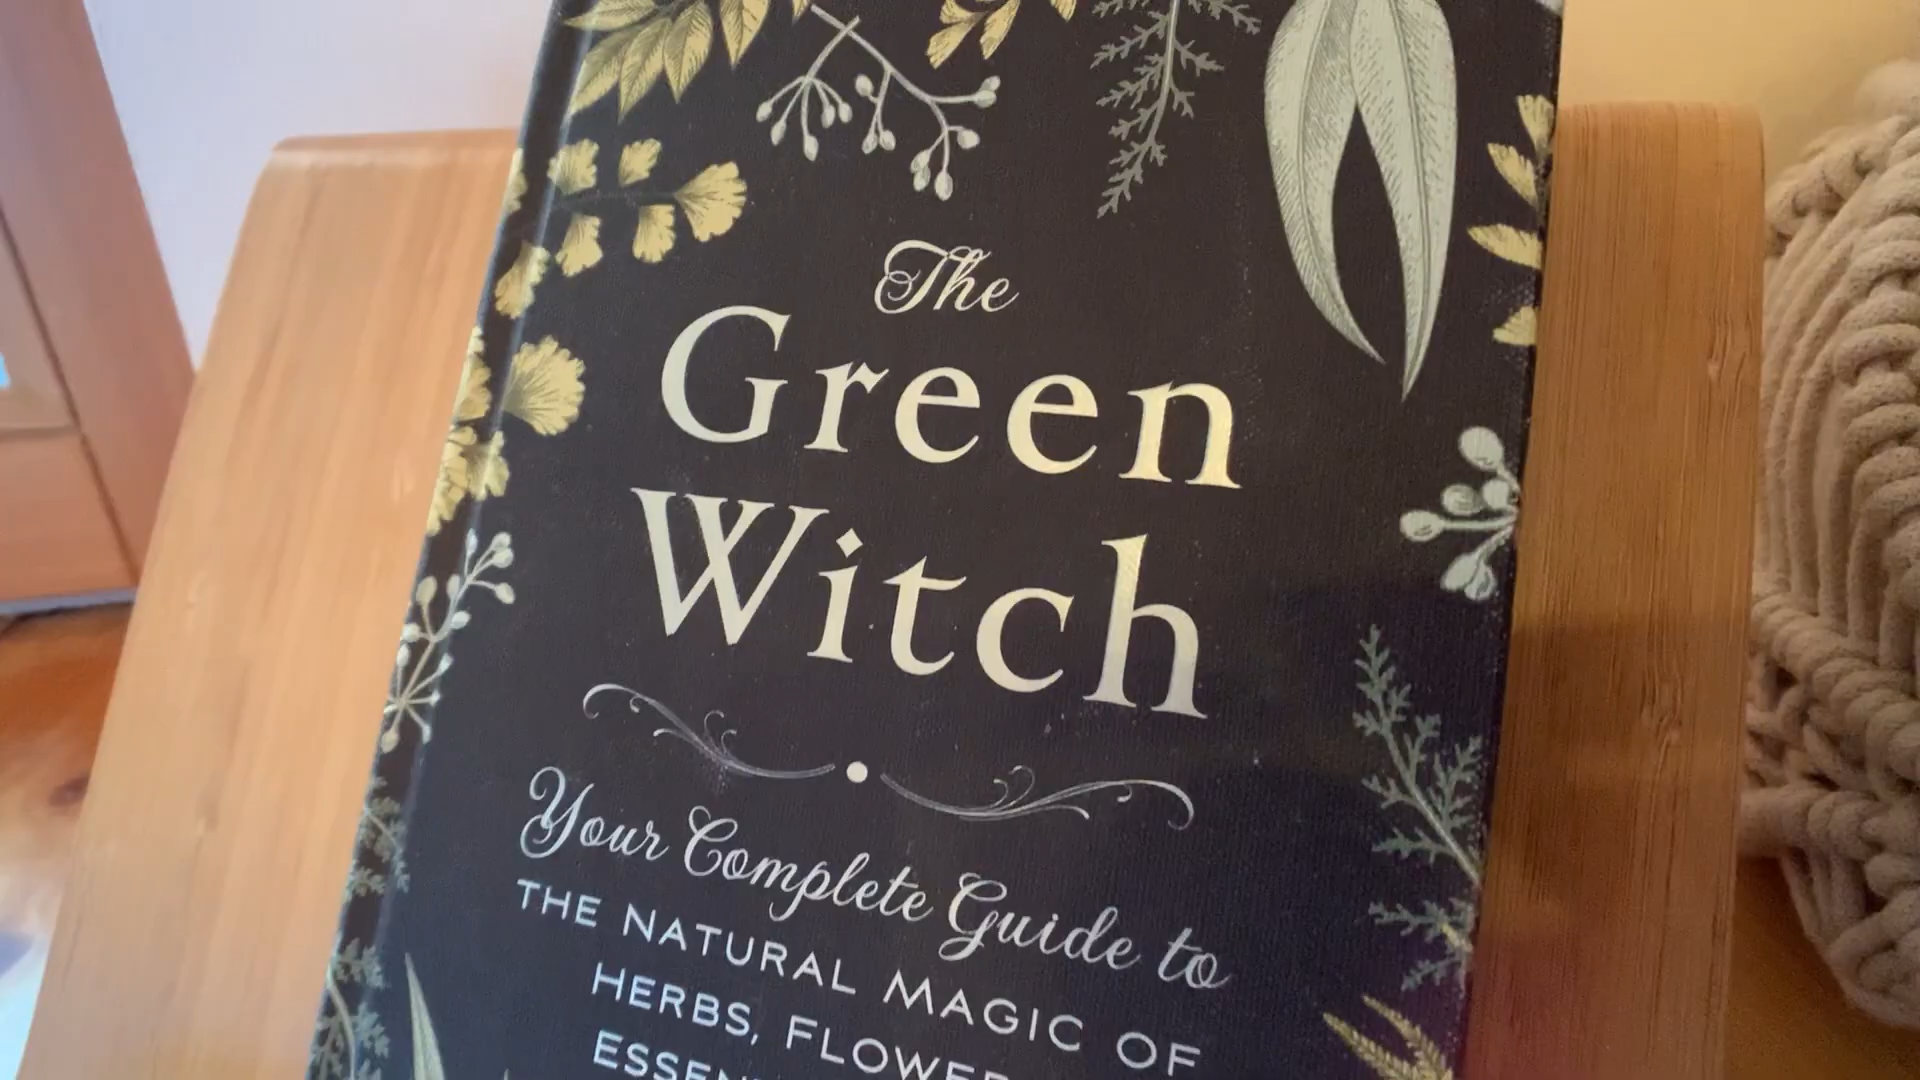 The
Green
Witch
Your Complete Guide to
THE NATURAL MAGIC OF
HERBS,